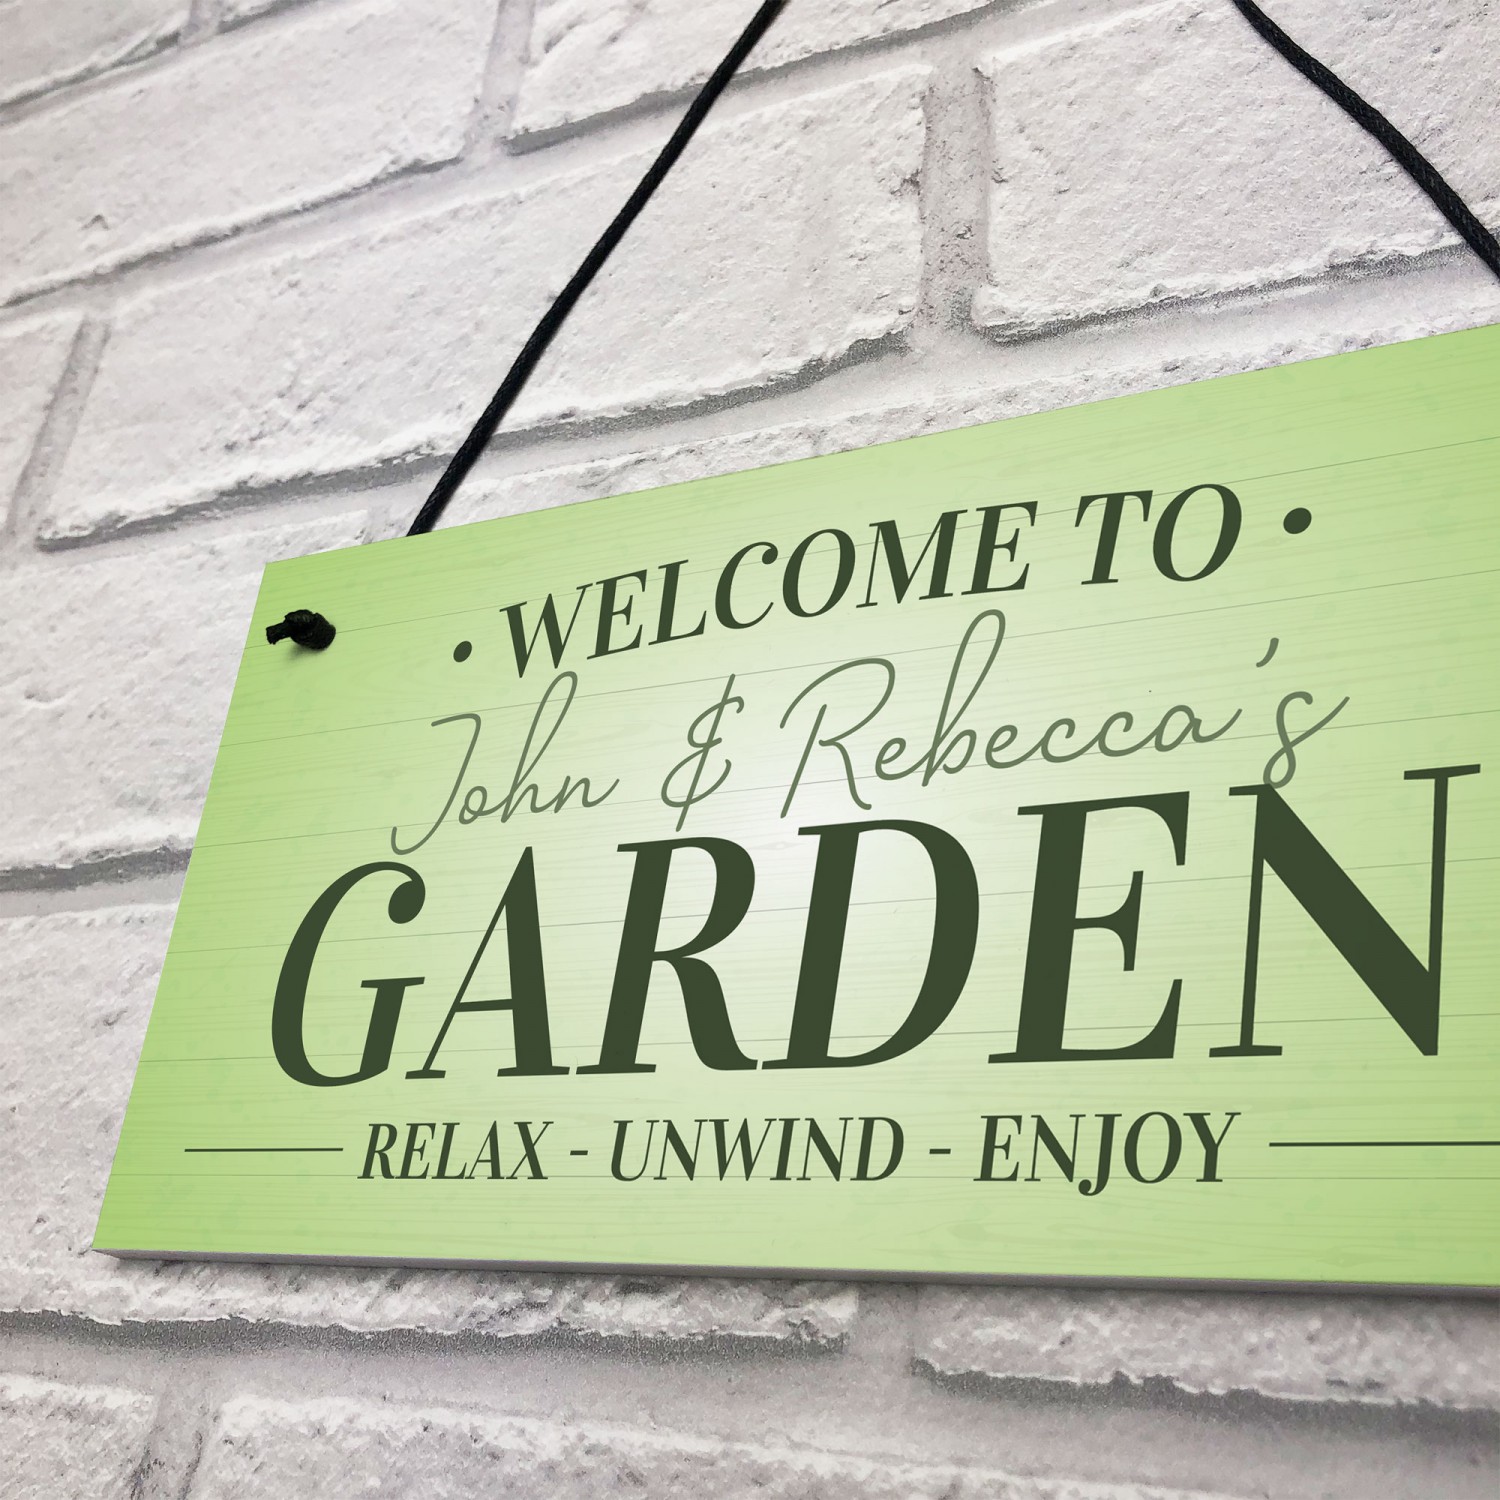 • WELCOME TO •
John & Rebecca's
GARDEN
RELAX - UNWIND - ENJOY